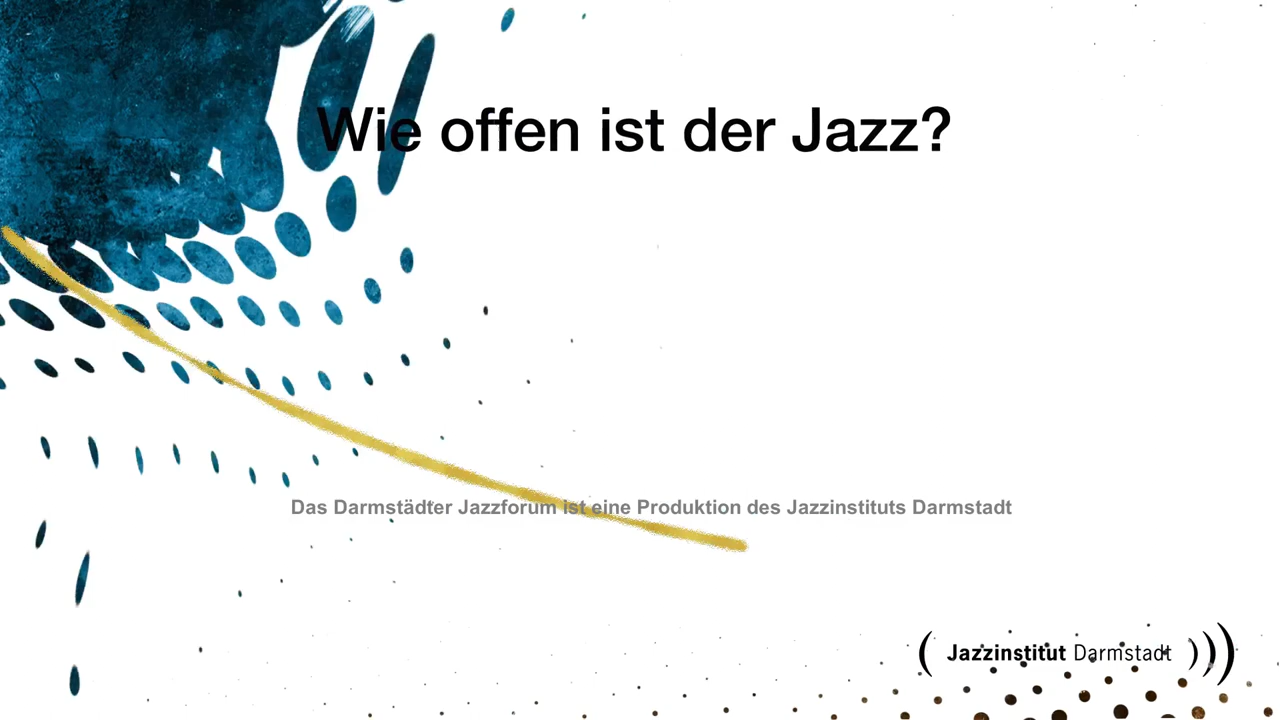 Wie offen ist der Jazz?
Das Darmstädter Jazzforum ist eine Produktion des Jazzinstituts Darmstadt
( Jazzinstitut Darmstadt )))